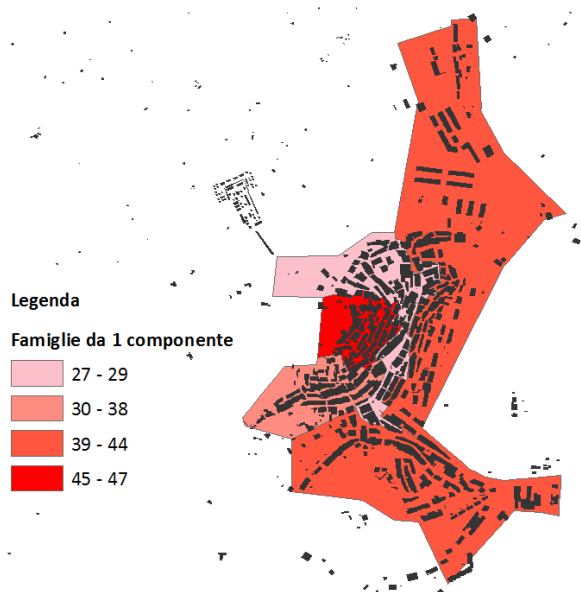 Legenda
Famiglie da 1 componente
27 - 29
30 - 38
39 - 44
45 - 47